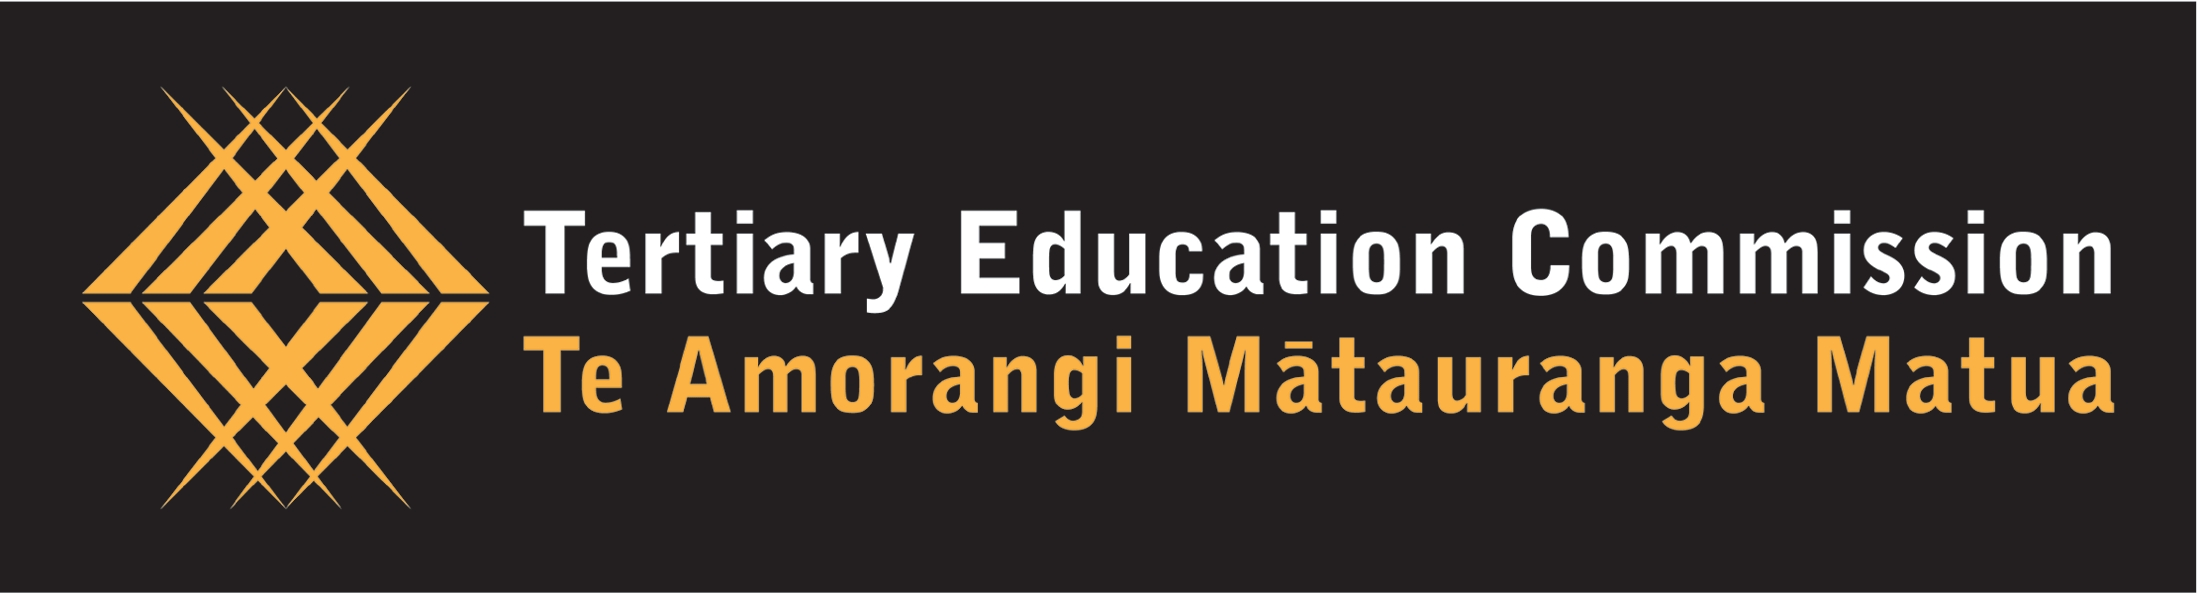 Tertiary Education Commission
Te Amorangi Mātauranga Matua